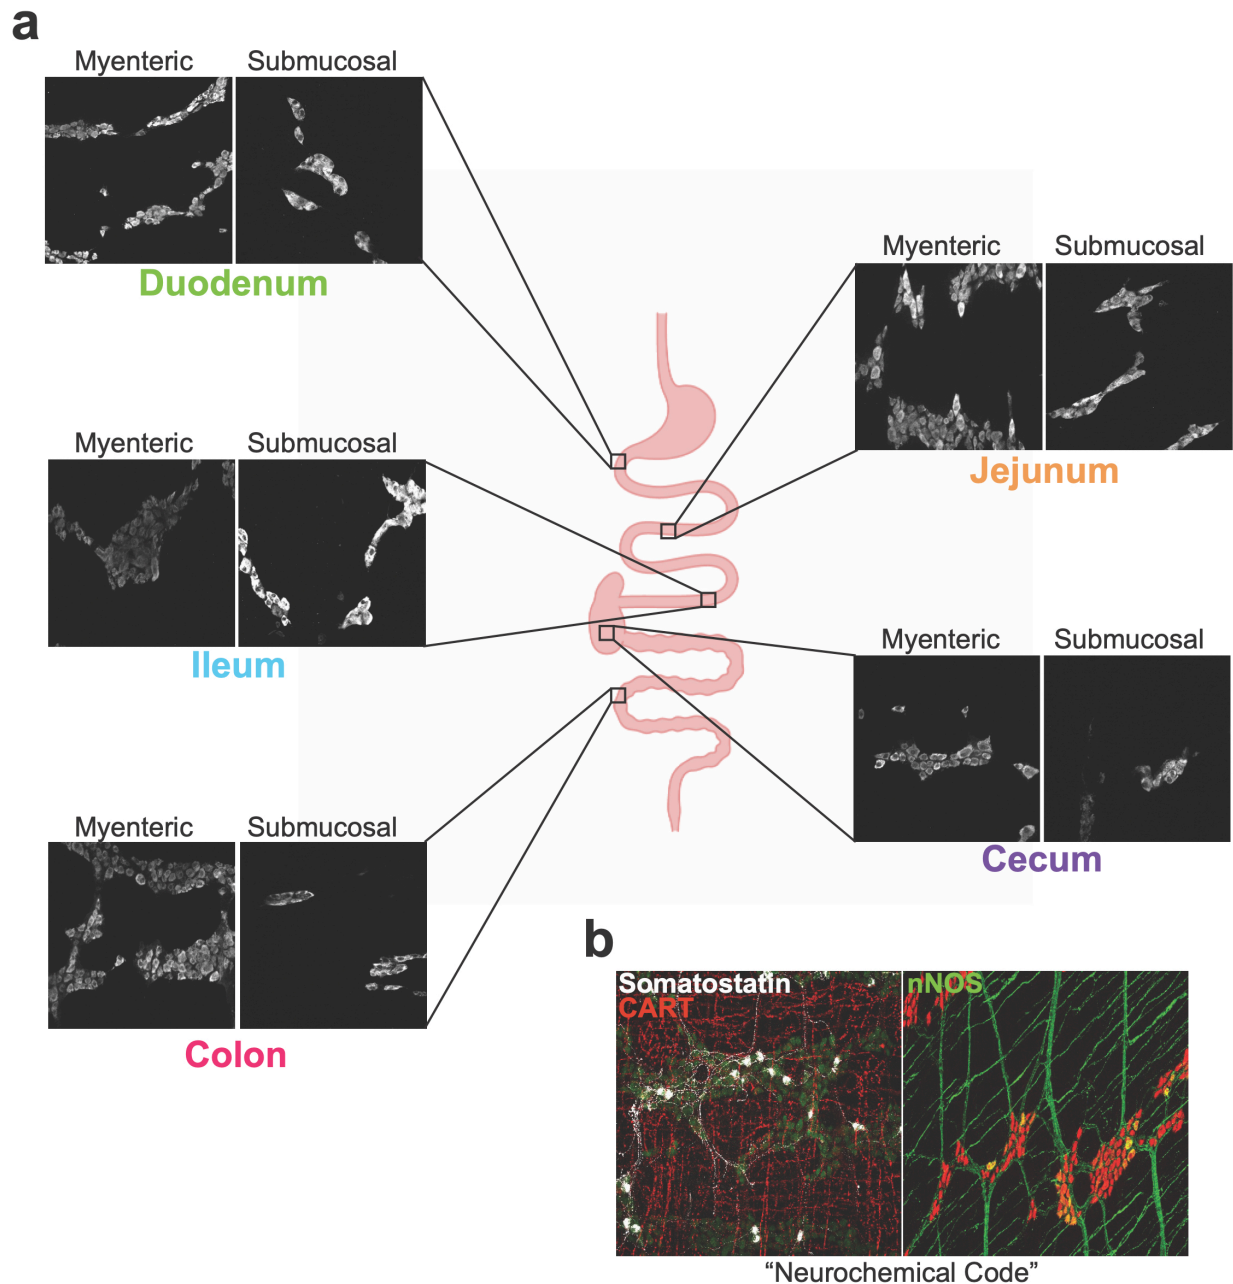 a
Myenteric Submucosal
Duodenum
Myenteric Submucosal
Jejunum
Myenteric Submucosal
Ileum
Myenteric Submucosal
Cecum
Myenteric Submucosal
Colon
b
Somatostatin nNOS
CART
“Neurochemical Code”